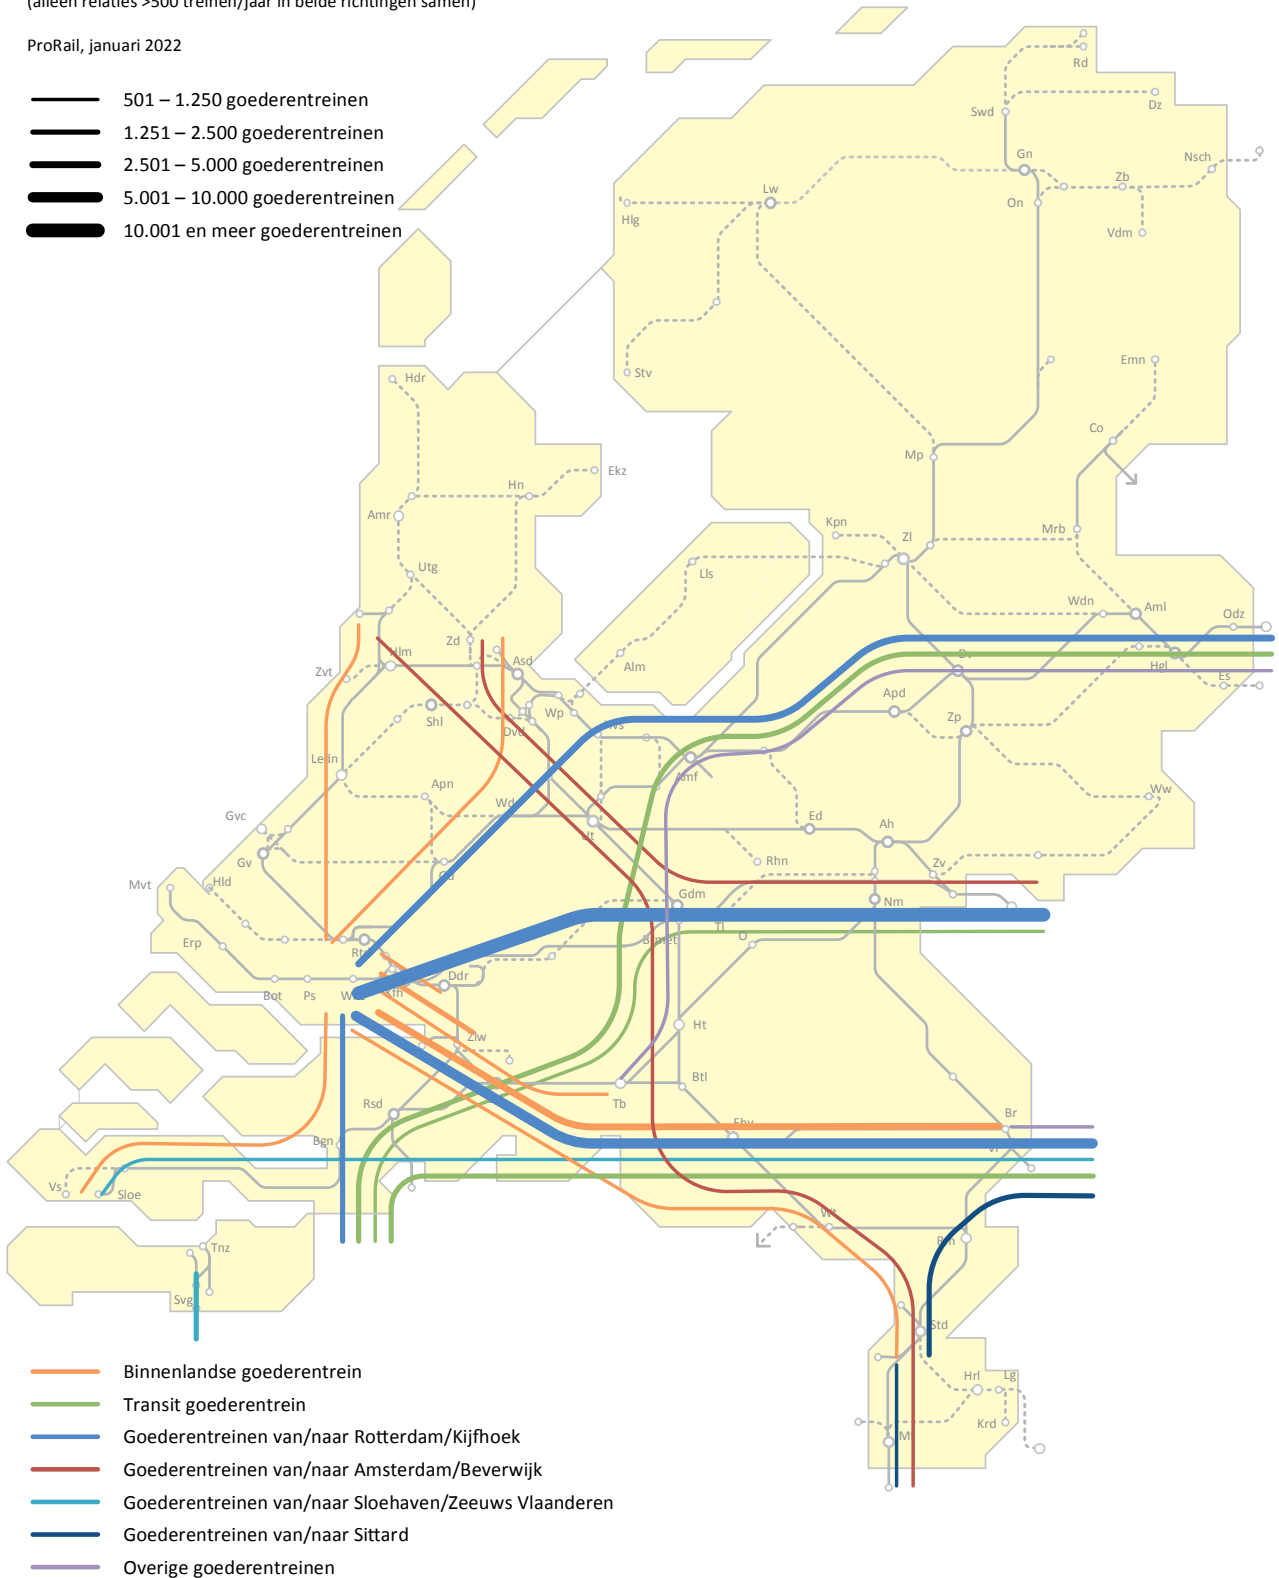 (alleen relaties >500 treinen/jaar in beide richtingen samen)
ProRail, januari 2022
501 – 1.250 goederentreinen
1.251 – 2.500 goederentreinen
2.501 – 5.000 goederentreinen
5.001 – 10.000 goederentreinen
10.001 en meer goederentreinen
Rd
Swd
Dz
Gn
Nsch
Lw
Zb
Hlg
On
Vdm
Stv
Emn
Hdr
Co
Mp
Ekz
Hn
Amr
Kpn
Mrb
Zl
Utg
Lls
Wdn
Aml
Odz
Zd
Hlm
Asd
Alm
Dv
Hgl
Zvt
Es
Apd
Wp
Shl
Zp
Dvd
Ledn
Amf
Apn
Ww
Wd
Gvc
Ed
Ah
Ut
Gv
Rhn
Zv
Gd
Mvt
Hld
Gdm
Nm
Tl
O
Erp
Ddr
Bot
Ps
Kfh
Ht
Zlw
Btl
Tb
Rsd
Br
Ehv
Bgn
Vs
Sloe
Wt
Rm
Tnz
Svg
Std
Hrl
Lg
Krd
Binnenlandse goederentrein
Transit goederentrein
Goederentreinen van/naar Rotterdam/Kijfhoek
Goederentreinen van/naar Amsterdam/Beverwijk
Goederentreinen van/naar Sloehaven/Zeeuws Vlaanderen
Goederentreinen van/naar Sittard
Overige goederentreinen